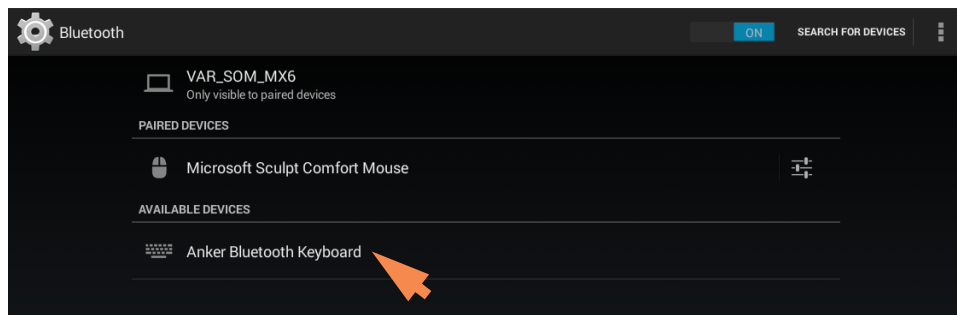 Bluetooth
ON
SEARCH FOR DEVICES
VAR_SOM_MX6
Only visible to paired devices
PAIRED DEVICES
Microsoft Sculpt Comfort Mouse
AVAILABLE DEVICES
Anker Bluetooth Keyboard